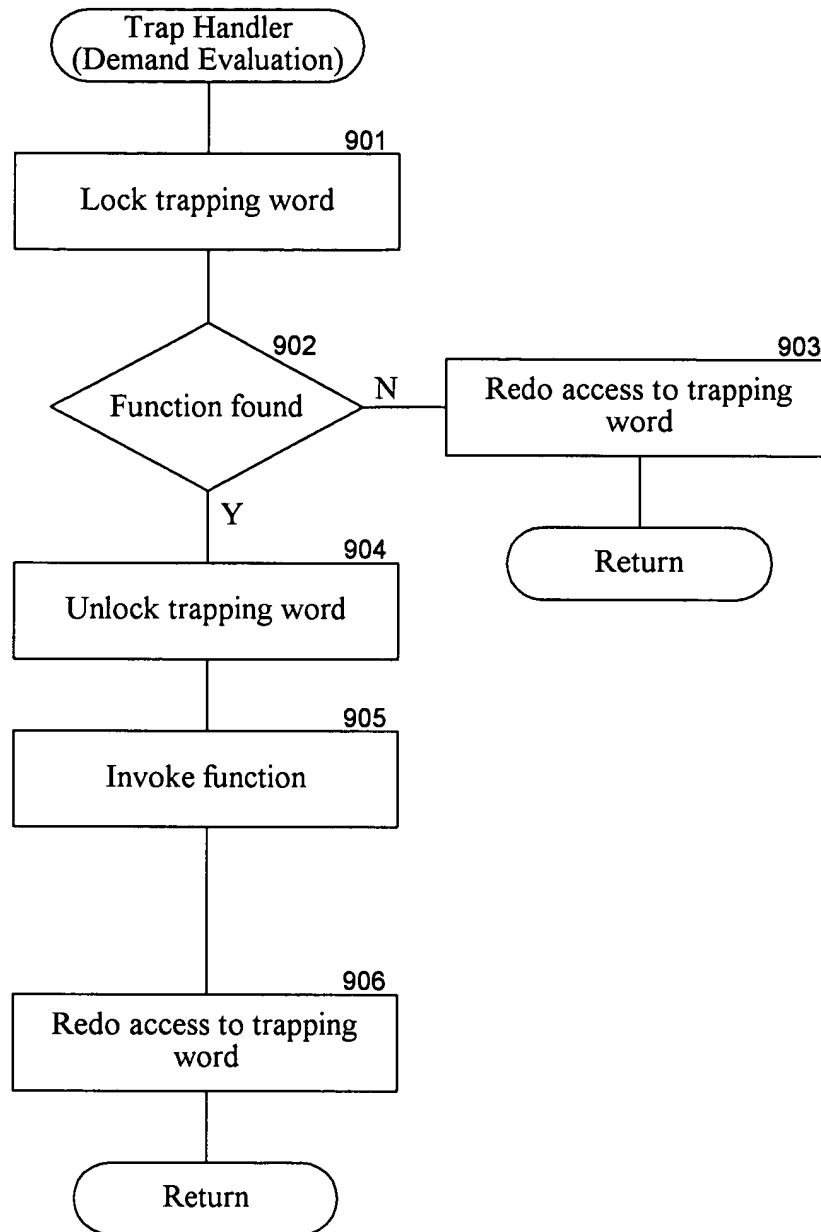 Trap Handler
(Demand Evaluation)
901
Lock trapping word
902
Function found
N
903
Redo access to trapping
word
Return
Y
904
Unlock trapping word
905
Invoke function
906
Redo access to trapping
word
Return